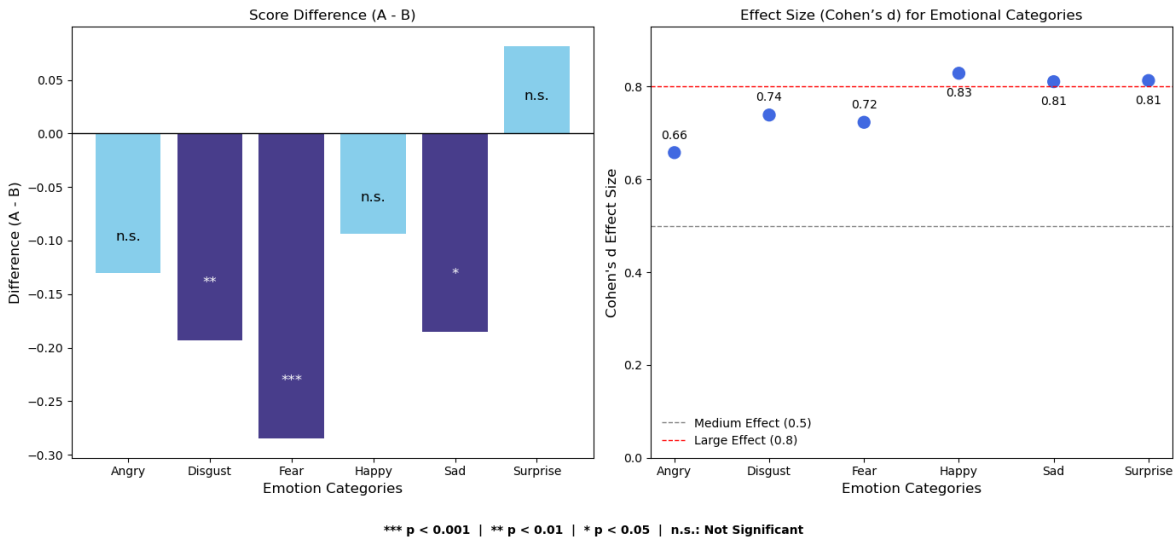 Score Difference (A - B)
Difference (A - B)
0.05
0.00
−0.05
−0.10
−0.15
−0.20
−0.25
−0.30
n.s.
**
***
n.s.
*
n.s.
Angry Disgust Fear Happy Sad Surprise
Emotion Categories
Effect Size (Cohen’s d) for Emotional Categories
Cohen's d Effect Size
0.8
0.6
0.4
0.2
0.0
0.66
0.74
0.72
0.83
0.81
0.81
Medium Effect (0.5)
Large Effect (0.8)
Angry Disgust Fear Happy Sad Surprise
Emotion Categories
*** p < 0.001 | ** p < 0.01 | * p < 0.05 | n.s.: Not Significant